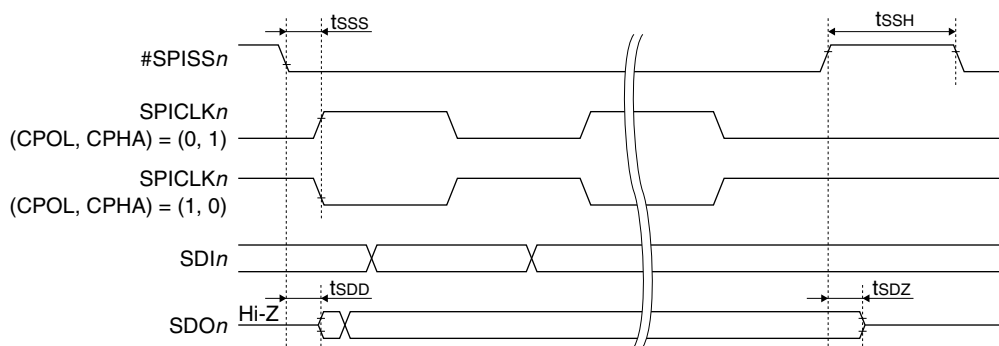 tSSS
tSSH
#SPISSn
SPICLKn
(CPOL, CPHA) = (0, 1)
SPICLKn
(CPOL, CPHA) = (1, 0)
SDIn
tSDD
tSDZ
Hi-Z
SDOn